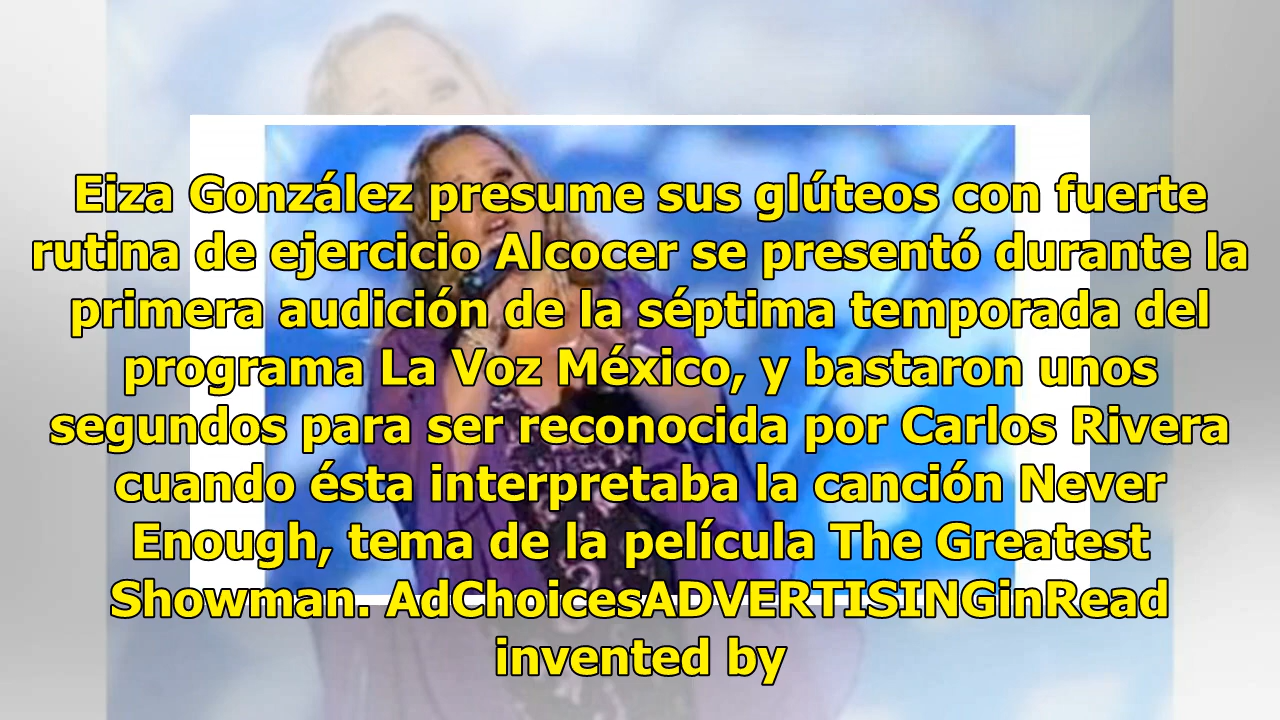 Eiza González presume sus glúteos con fuerte
rutina de ejercicio Alcocer se presentó durante la
primera audición de la séptima temporada del
programa La Voz México, y bastaron unos
segundos para ser reconocida por Carlos Rivera
cuando ésta interpretaba la canción Never
Enough, tema de la película The Greatest
Showman. AdChoicesADVERTISINGinRead
invented by